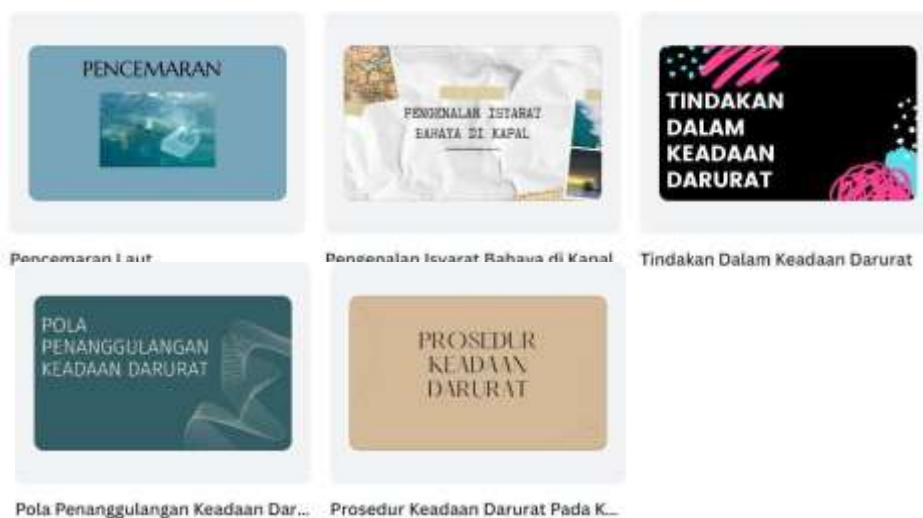 PENCEMARAN
PENGENALAN ISYARAT
BAHAYA DI KAPAL
TINDAKAN
DALAM
KEADAAN
DARURAT
Pencemaran Laut
Pengenalan Isyarat Bahaya di Kapal
Tindakan Dalam Keadaan Darurat
POLA
PENANGGULANGAN
KEADAAN DARURAT
PROSEDUR
KEADAAN
DARURAT
Pola Penanggulangan Keadaan Dar...
Prosedur Keadaan Darurat Pada K...